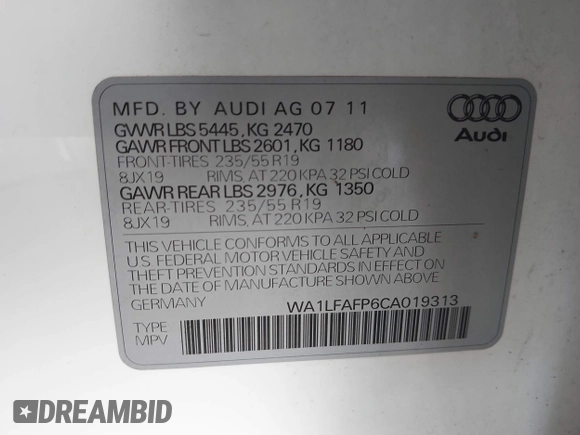 MFD. BY AUDI AG 07 11
GWWR LBS 5445, KG 2470
GAWR FRONT LBS 2601, KG 1180
FRONT-TIRES 235/55 R19
8JX19 RIMS, AT 220 KPA 32 PSI COLD
GAWR REAR LBS 2976, KG 1350
REAR-TIRES 235/55 R19
8JX19 RIMS, AT 220 KPA 32 PSI COLD
THIS VEHICLE CONFORMS TO ALL APPLICABLE
U.S. FEDERAL MOTOR VEHICLE SAFETY AND
THEFT PREVENTION STANDARDS IN EFFECT ON
THE DATE OF MANUFACTURE SHOWN ABOVE.
GERMANY WA1LFAFP6CA019313
TYPE
MPV
Audi
DREAMBID